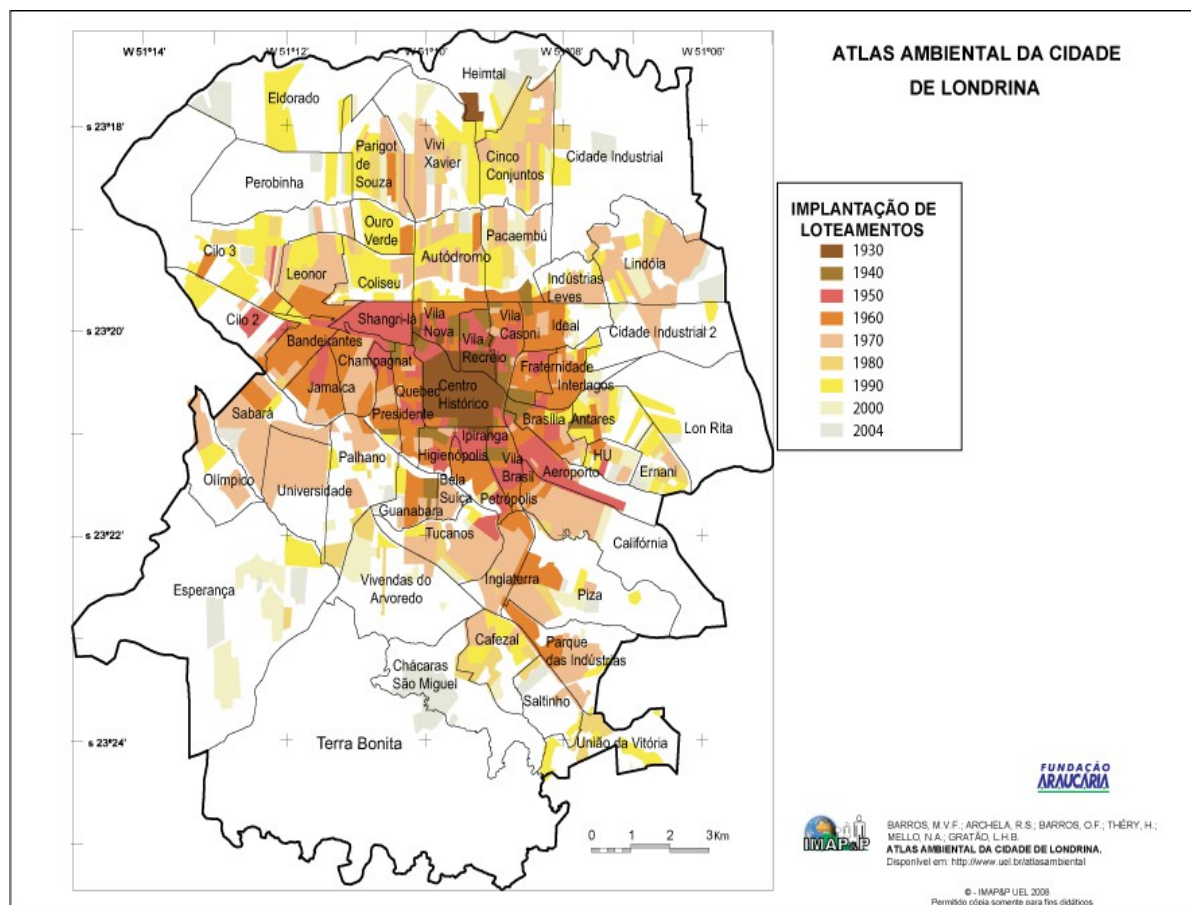 ATLAS AMBIENTAL DA CIDADE
DE LONDRINA
W 51°14'
W 51°12'
W 51°10'
W 51°08'
W 51°06'
s 23°18'
s 23°20'
s 23°22'
s 23°24'
Heimtal
Eldorado
Parigot
de
Souza
Vivi
Xavier
Cinco
Conjuntos
Cidade Industrial
Perobinha
Ouro
Verde
Pacaembú
Cilo 3
Leonor
Autódromo
Coliseu
Lindóia
Indústrias
Leves
Cilo 2
Shangri-lá
Vila
Nova
Vila
Casoni
Ideal
Cidade Industrial 2
Bandeirantes
Vila
Recreio
Champagnat
Fraternidade
Jamaica
Quebec
Centro
Histórico
Interlagos
Sabará
Presidente
Brasília
Antares
Lon Rita
Ipiranga
Higienópolis
Vila
Brasil
HU
Palhano
Aeroporto
Ernani
Olímpico
Universidade
Bela
Suiça
Petrópolis
Guanabara
Tucanos
Califórnia
Esperança
Vivendas do
Arvoredo
Inglaterra
Piza
Cafezal
Parque
das Indústrias
Chácaras
São Miguel
Saltinho
Terra Bonita
União da Vitória
0 1 2 3 Km
IMPLANTAÇÃO DE
LOTEAMENTOS
1930
1940
1950
1960
1970
1980
1990
2000
2004
FUNDAÇÃO
ARAUCÁRIA
IMAP&P
BARROS, M.V.F.; ARCHELA, R.S.; BARROS, O.F.; THÉRY, H.;
MELLO, N.A.; GRATÃO, L.H.B.
ATLAS AMBIENTAL DA CIDADE DE LONDRINA.
Disponível em: http://www.uel.br/atlasambiental
© - IMAP&P UEL 2008
Permitido cópia somente para fins didáticos